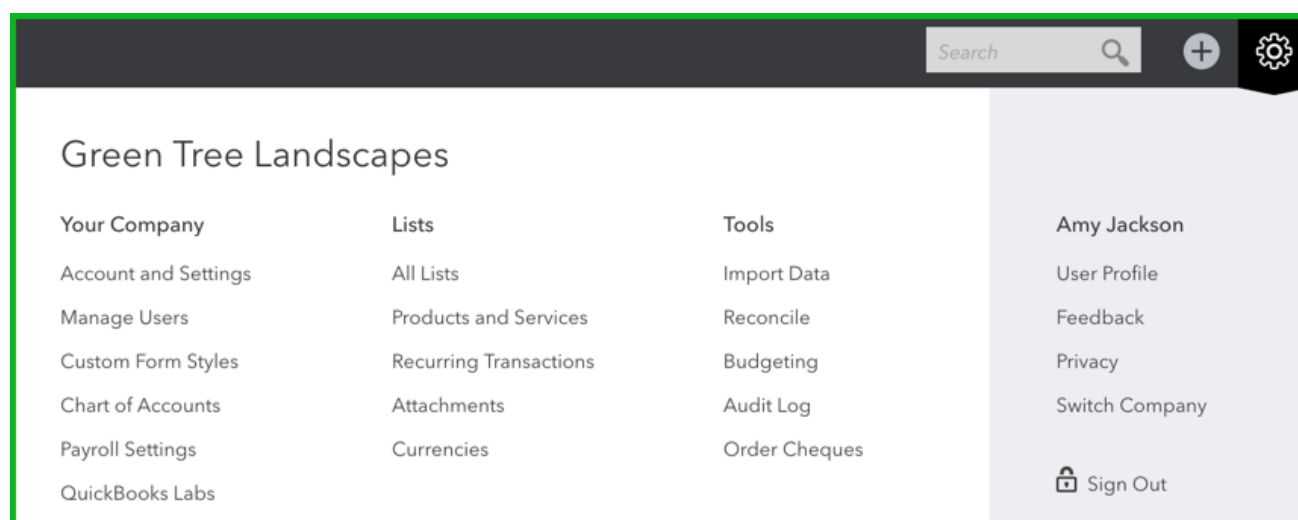 Search
Green Tree Landscapes
Your Company
Account and Settings
Manage Users
Custom Form Styles
Chart of Accounts
Payroll Settings
QuickBooks Labs
Lists
All Lists
Products and Services
Recurring Transactions
Attachments
Currencies
Tools
Import Data
Reconcile
Budgeting
Audit Log
Order Cheques
Amy Jackson
User Profile
Feedback
Privacy
Switch Company
Sign Out